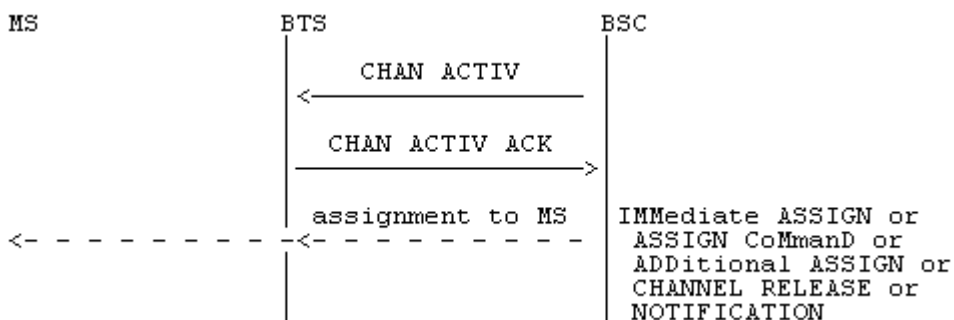 MS BTS BSC
CHAN ACTIV
CHAN ACTIV ACK
assignment to MS IMMediate ASSIGN or
ASSIGN CoMmanD or
ADDitional ASSIGN or
CHANNEL RELEASE or
NOTIFICATION